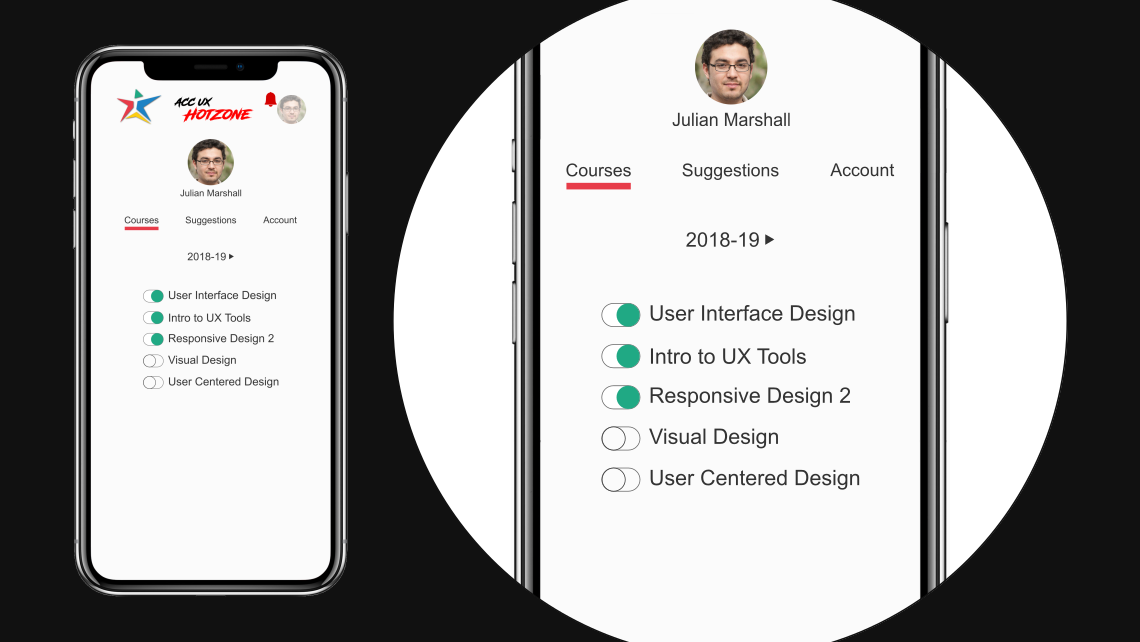 ACC UX
HOTZONE
Julian Marshall
Courses Suggestions Account
2018-19
User Interface Design
Intro to UX Tools
Responsive Design 2
Visual Design
User Centered Design
Julian Marshall
Courses Suggestions Account
2018-19
User Interface Design
Intro to UX Tools
Responsive Design 2
Visual Design
User Centered Design